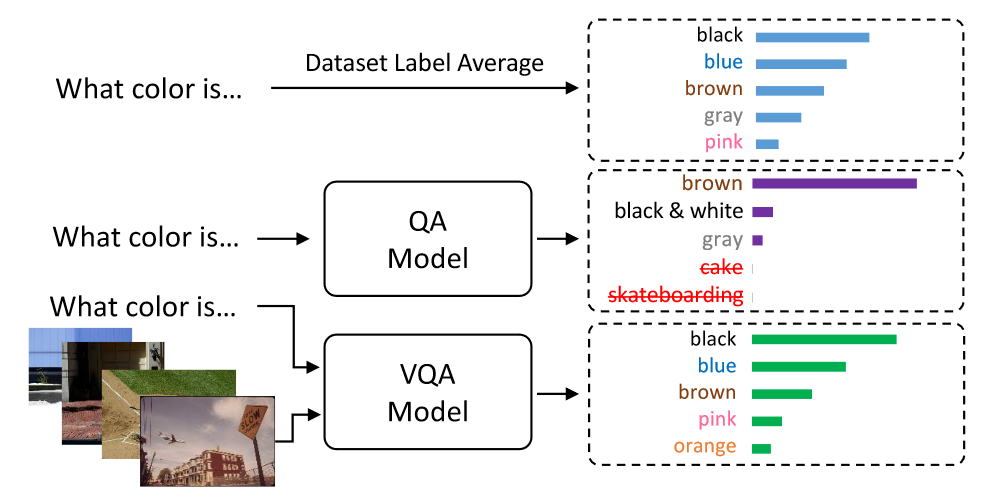 What color is...
Dataset Label Average
black
blue
brown
gray
pink
What color is...
QA
Model
brown
black & white
gray
cake
skateboarding
What color is...
SLOW
VQA
Model
black
blue
brown
pink
orange